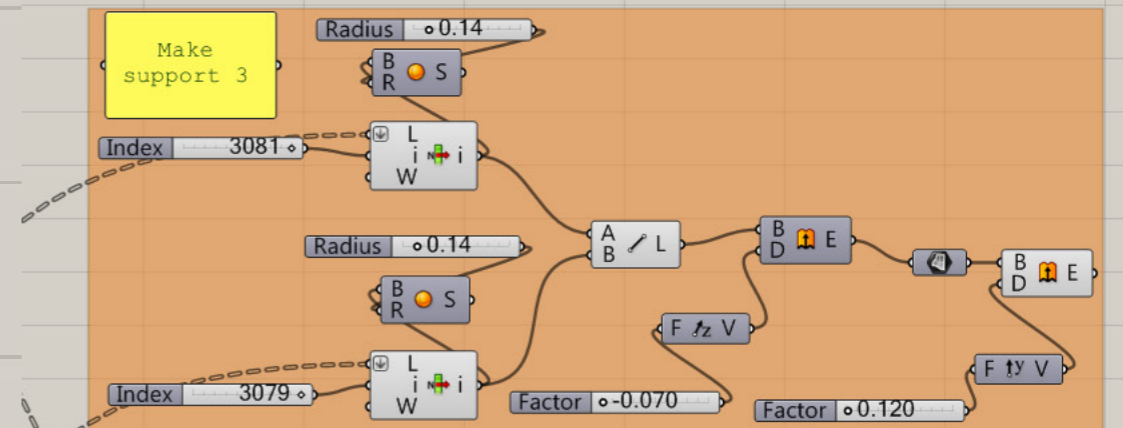 Make
support 3
Radius 0.14
B
R
S
L
i
W
i
Index 3081
A
B
L
B
D
E
B
D
E
Radius 0.14
B
R
S
F z V
L
i
W
i
Index 3079
Factor -0.070
F y V
Factor 0.120